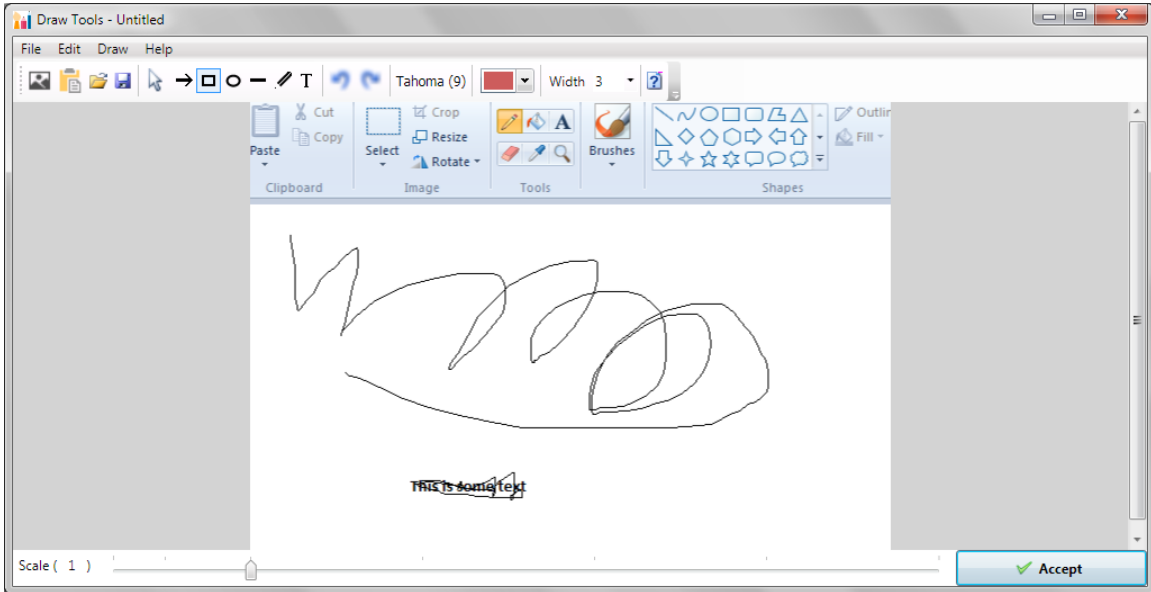 Draw Tools - Untitled
File Edit Draw Help
T Tahoma (9) Width 3
Cut Crop A Outlin
Copy Resize Fill
Paste Select Rotate Brushes
Clipboard Image Tools Shapes
This is some text
Scale ( 1 ) Accept